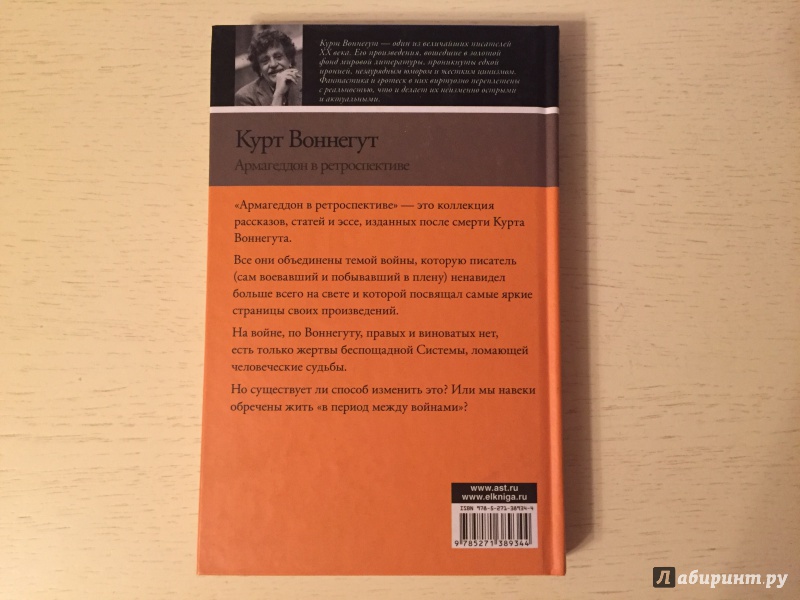 Курт Воннегут — один из величайших писателей
XX века. Его произведения, вошедшие в золотой
фонд мировой литературы, проникнуты едкой
иронией, незаурядным юмором и жестким цинизмом.
Фантастика и гротеск в них виртуозно переплетены
с реальностью, что и делает их неизменно острыми
и актуальными.
Курт Воннегут
Армагеддон в ретроспективе
«Армагеддон в ретроспективе» — это коллекция
рассказов, статей и эссе, изданных после смерти Курта
Воннегута.
Все они объединены темой войны, которую писатель
(сам воевавший и побывавший в плену) ненавидел
больше всего на свете и которой посвящал самые яркие
страницы своих произведений.
На войне, по Воннегуту, правых и виноватых нет,
есть только жертвы беспощадной Системы, ломающей
человеческие судьбы.
Но существует ли способ изменить это? Или мы навеки
обречены жить «в период между войнами»?
www.ast.ru
www.elkniga.ru
ISBN 978-5-271-38934-4
9 785271 389344
Лабиринт.ру